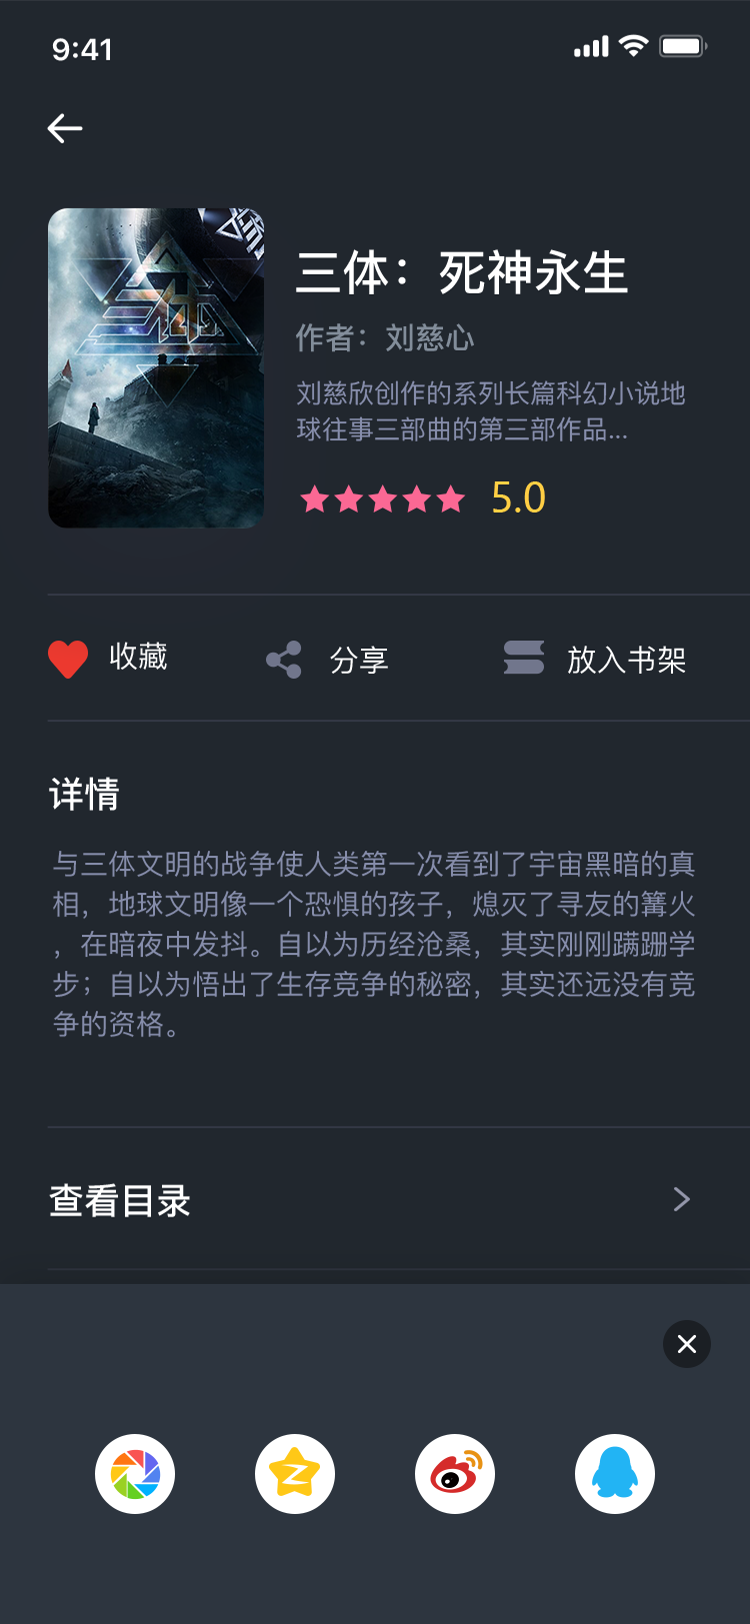 9:41
三体：死神永生
作者：刘慈心
刘慈欣创作的系列长篇科幻小说地
球往事三部曲的第三部作品...
5.0
收藏
分享
放入书架
详情
与三体文明的战争使人类第一次看到了宇宙黑暗的真
相，地球文明像一个恐惧的孩子，熄灭了寻友的篝火
，在暗夜中发抖。自以为历经沧桑，其实刚刚蹒跚学
步；自以为悟出了生存竞争的秘密，其实还远没有竞
争的资格。
查看目录